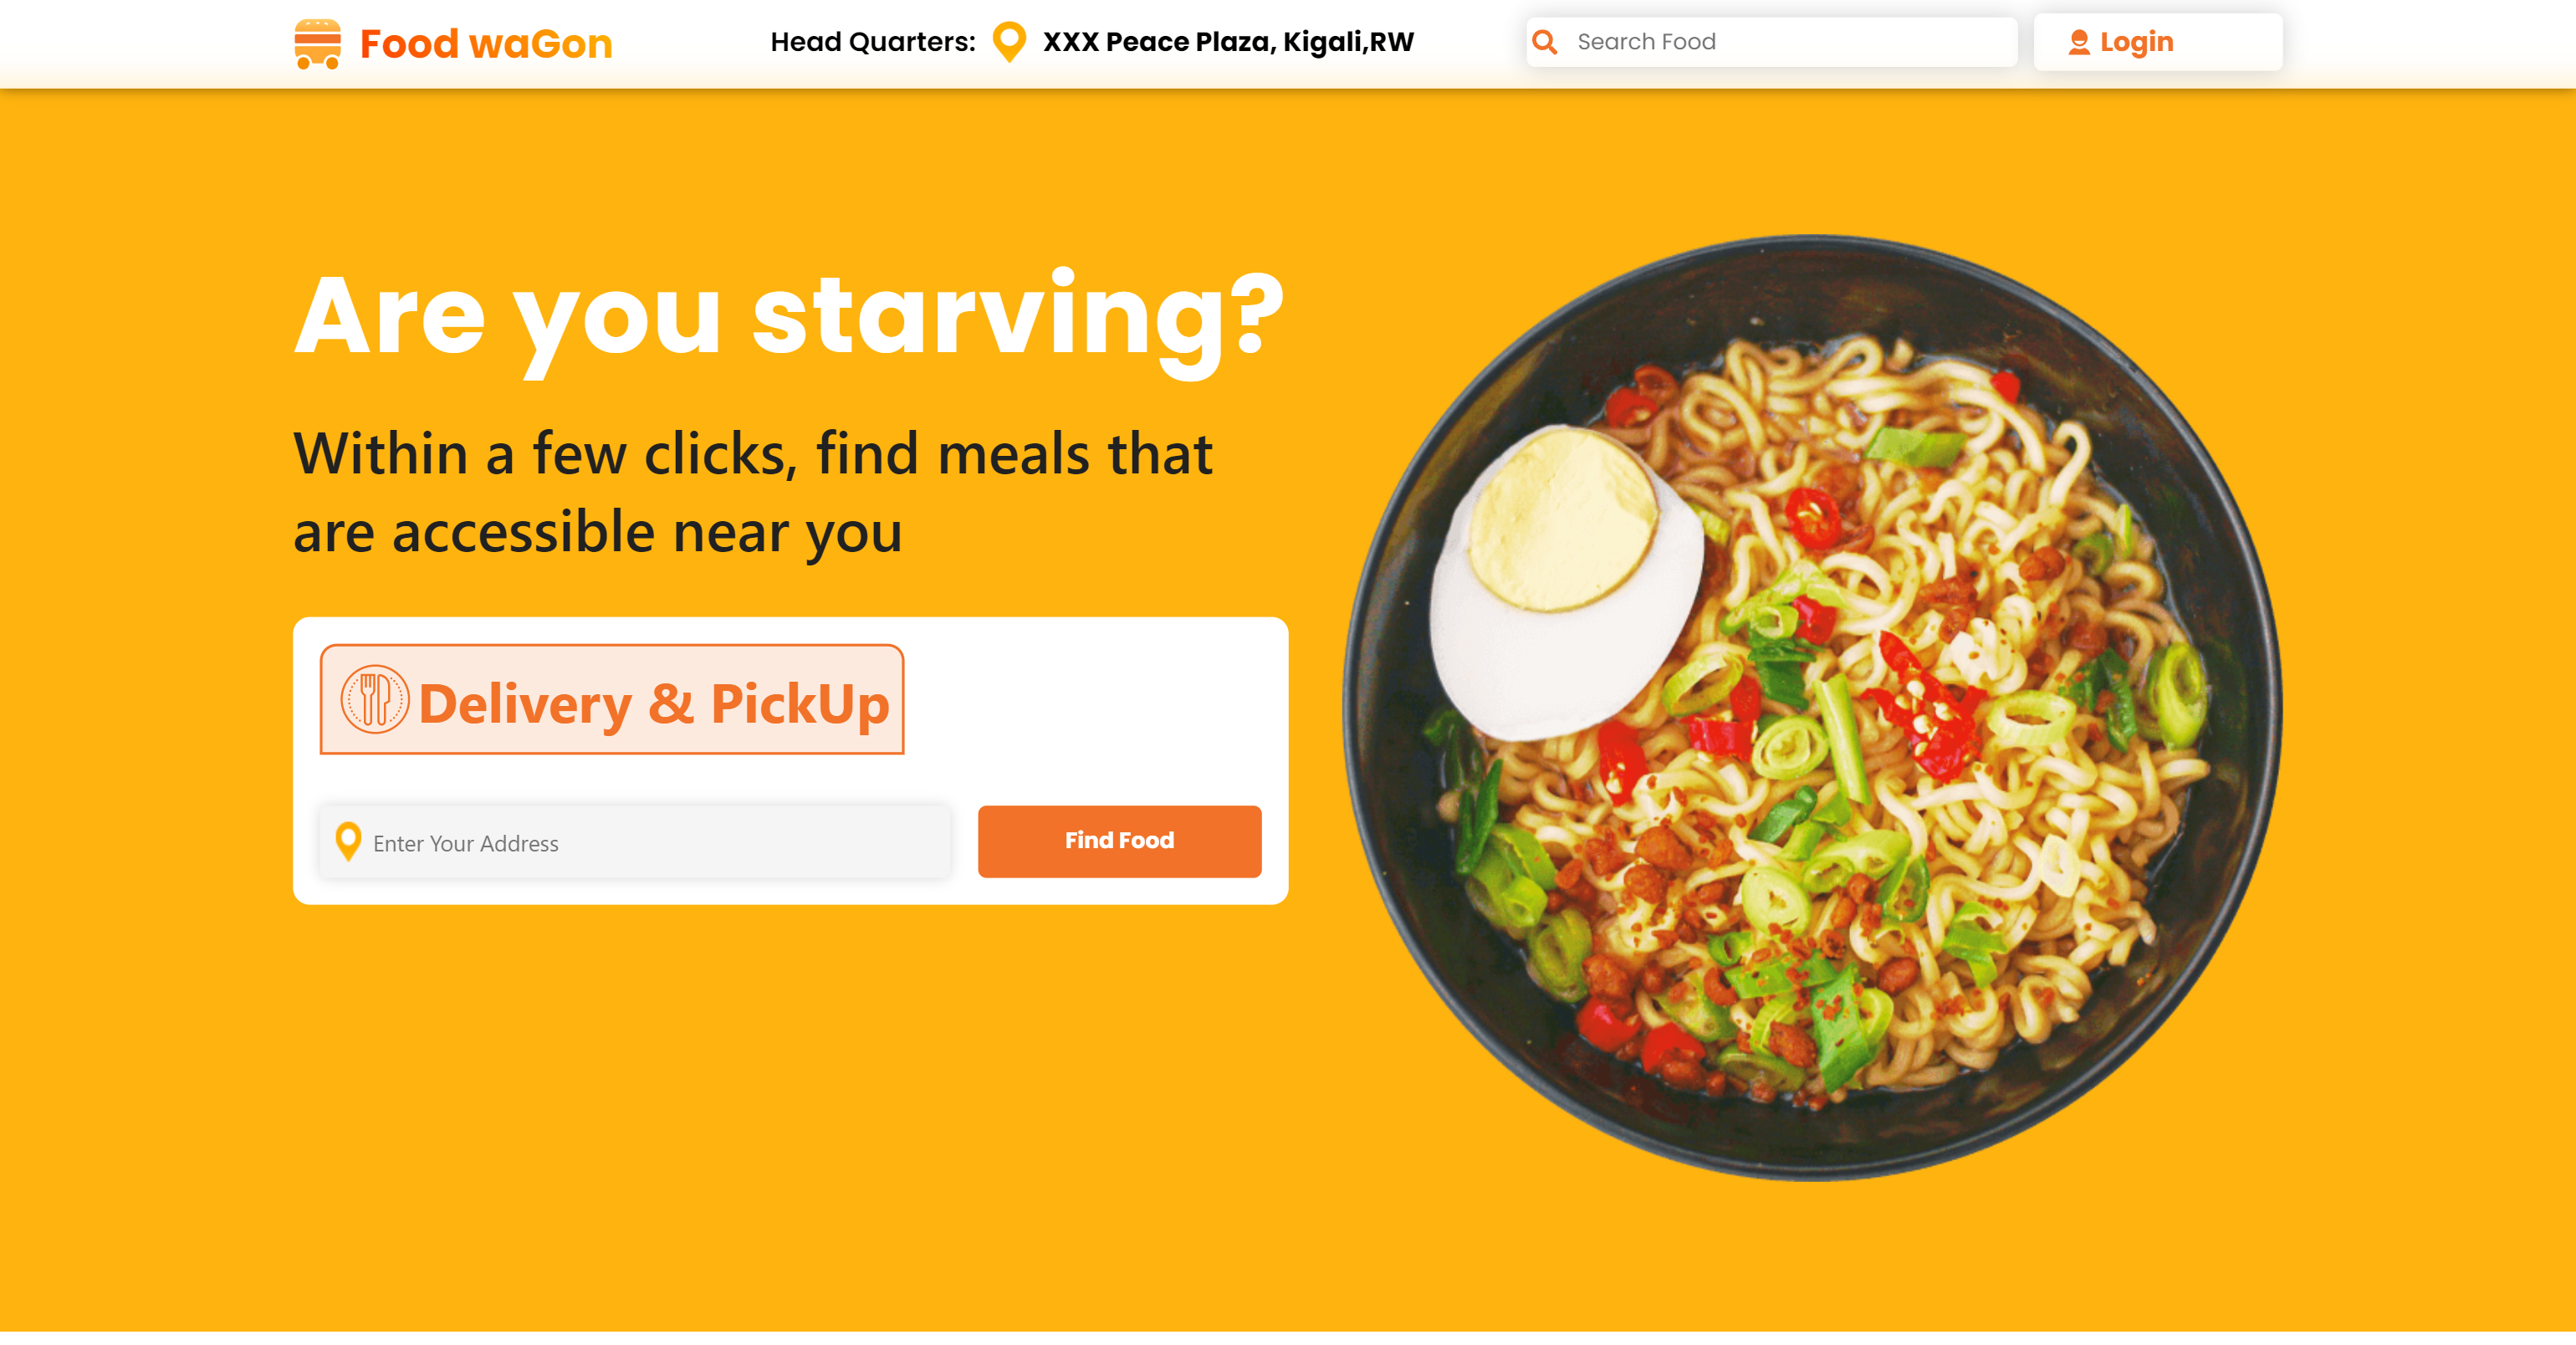 Food waGon
Head Quarters: XXX Peace Plaza, Kigali,RW
Search Food
Login
Are you starving?
Within a few clicks, find meals that
are accessible near you
Delivery & PickUp
Enter Your Address
Find Food